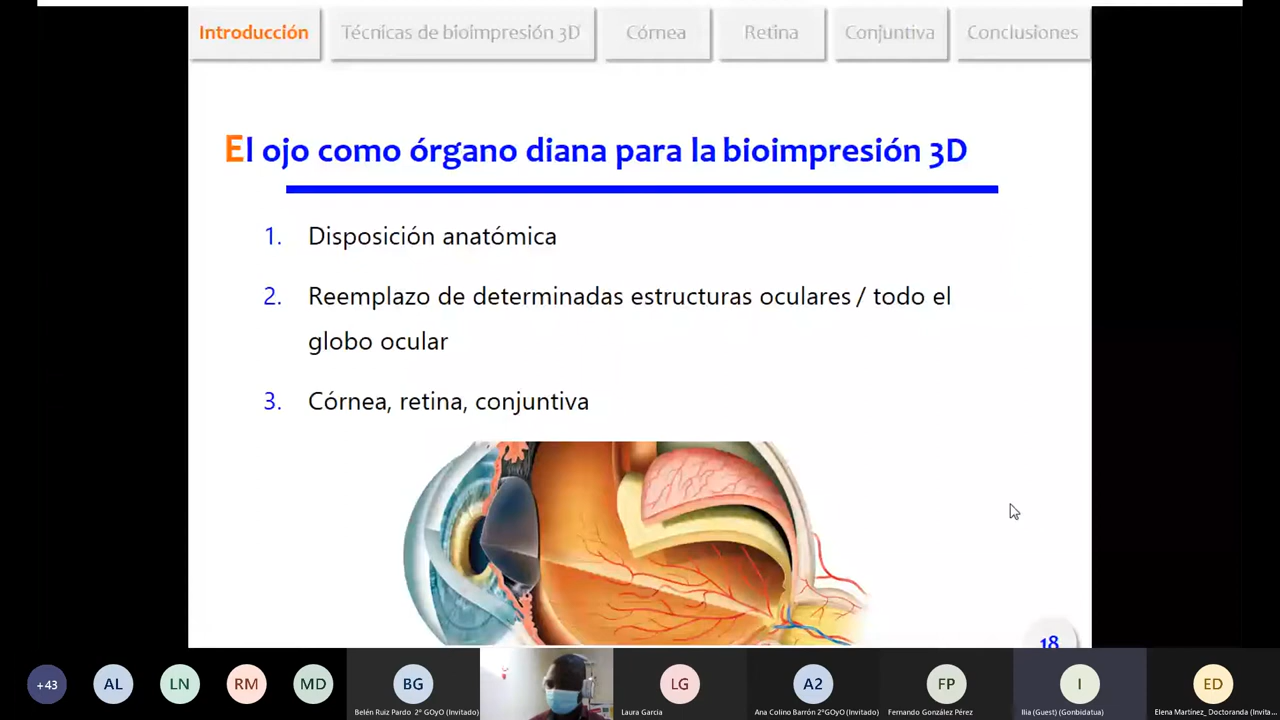 Introducción
Técnicas de bioimpresión 3D
Córnea
Retina
Conjuntiva
Conclusiones
El ojo como órgano diana para la bioimpresión 3D
1. Disposición anatómica
2. Reemplazo de determinadas estructuras oculares / todo el
globo ocular
3. Córnea, retina, conjuntiva
18
+43
AL
LN
RM
MD
BG
LG
A2
FP
I
ED
Belén Ruiz Pardo 2º GOyO (Invitado)
Laura Garcia
Ana Colino Barrón 2ºGOyO (Invitado)
Fernando González Pérez
Ilia (Guest) (Gonbidatua)
Elena Martínez_Doctoranda (Invita...